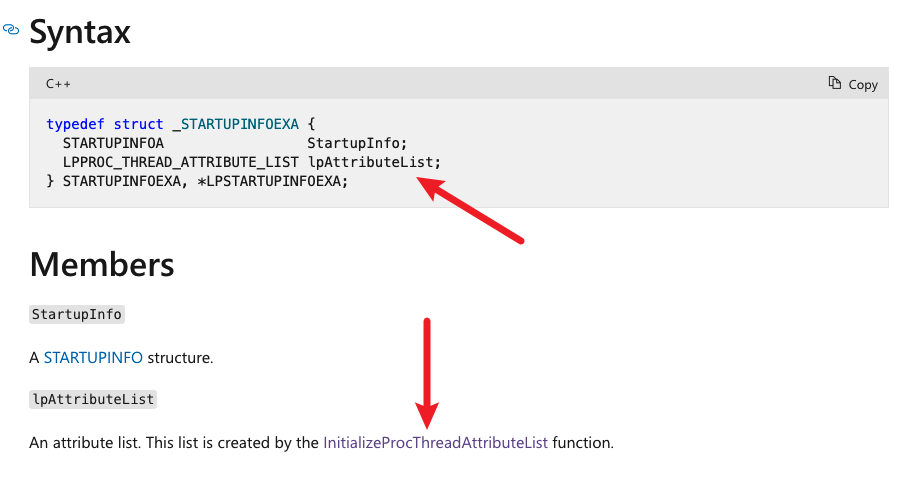 Syntax
C++
Copy
typedef struct _STARTUPINFOEXA {
  STARTUPINFOA                 StartupInfo;
  LPPROC_THREAD_ATTRIBUTE_LIST lpAttributeList;
} STARTUPINFOEXA, *LPSTARTUPINFOEXA;
Members
StartupInfo
A STARTUPINFO structure.
lpAttributeList
An attribute list. This list is created by the InitializeProcThreadAttributeList function.